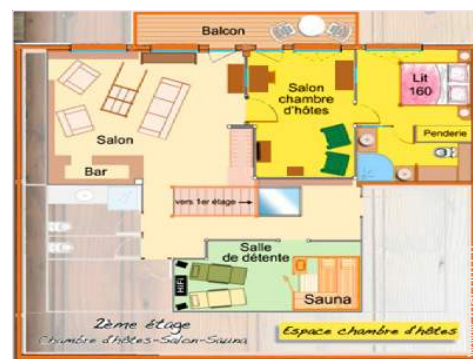 Balcon
Salon
chambre
d'hôtes
Lit
160
Penderie
Salon
Bar
vers 1er étage
Salle
de détente
HiFi
Sauna
2ème étage
Chambre d'hôtes-Salon-Sauna
Espace chambre d'hôtes